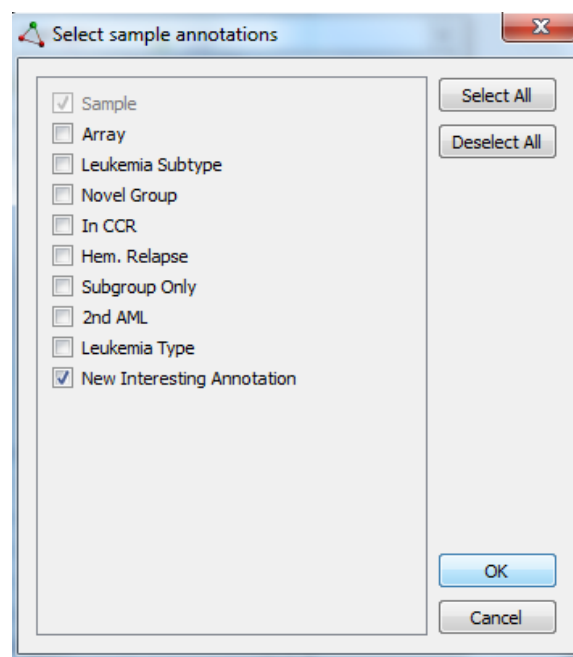 Select sample annotations
X
Sample
Array
Leukemia Subtype
Novel Group
In CCR
Hem. Relapse
Subgroup Only
2nd AML
Leukemia Type
New Interesting Annotation
Select All
Deselect All
OK
Cancel